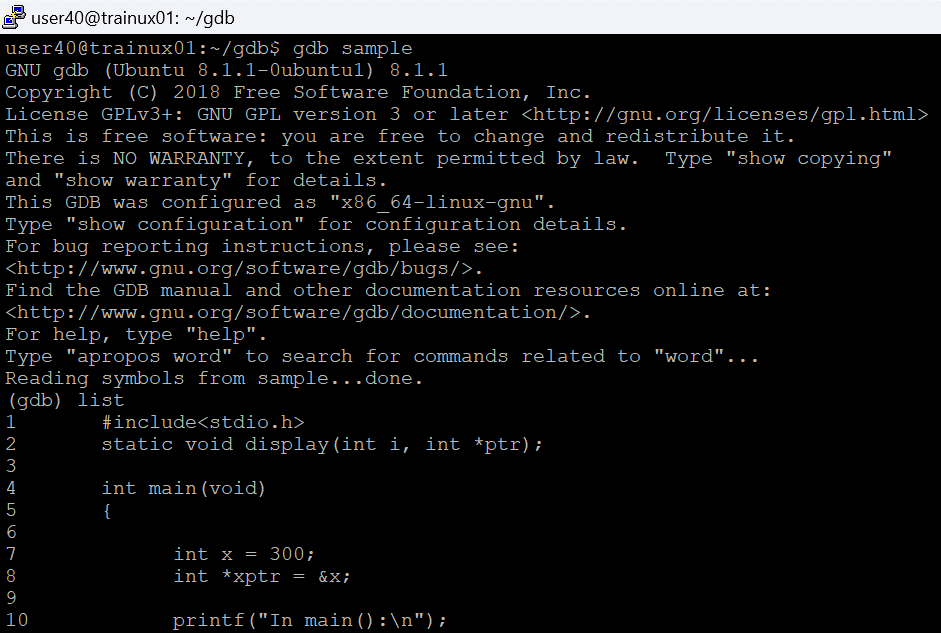 user40@trainux01: ~/gdb
user40@trainux01:~/gdb$ gdb sample
GNU gdb (Ubuntu 8.1.1-0ubuntu1) 8.1.1
Copyright (C) 2018 Free Software Foundation, Inc.
License GPLv3+: GNU GPL version 3 or later <http://gnu.org/licenses/gpl.html>
This is free software: you are free to change and redistribute it.
There is NO WARRANTY, to the extent permitted by law.  Type "show copying"
and "show warranty" for details.
This GDB was configured as "x86_64-linux-gnu".
Type "show configuration" for configuration details.
For bug reporting instructions, please see:
<http://www.gnu.org/software/gdb/bugs/>.
Find the GDB manual and other documentation resources online at:
<http://www.gnu.org/software/gdb/documentation/>.
For help, type "help".
Type "apropos word" to search for commands related to "word"...
Reading symbols from sample...done.
(gdb) list
1       #include<stdio.h>
2       static void display(int i, int *ptr);
3
4       int main(void)
5       {
6
7             int x = 300;
8             int *xptr = &x;
9
10            printf("In main():\n");